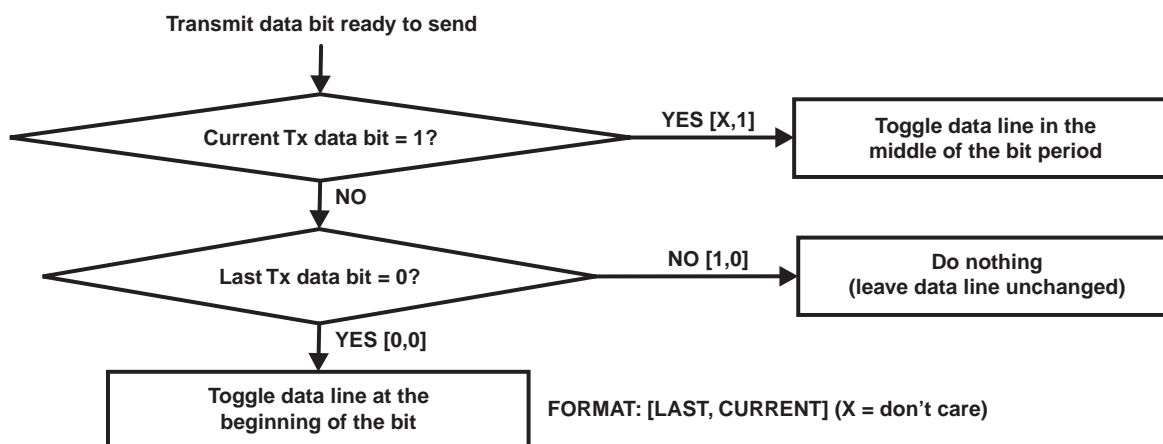 Transmit data bit ready to send
Current Tx data bit = 1?
YES [X,1]
Toggle data line in the
middle of the bit period
NO
Last Tx data bit = 0?
NO [1,0]
Do nothing
(leave data line unchanged)
YES [0,0]
Toggle data line at the
beginning of the bit
FORMAT: [LAST, CURRENT] (X = don't care)